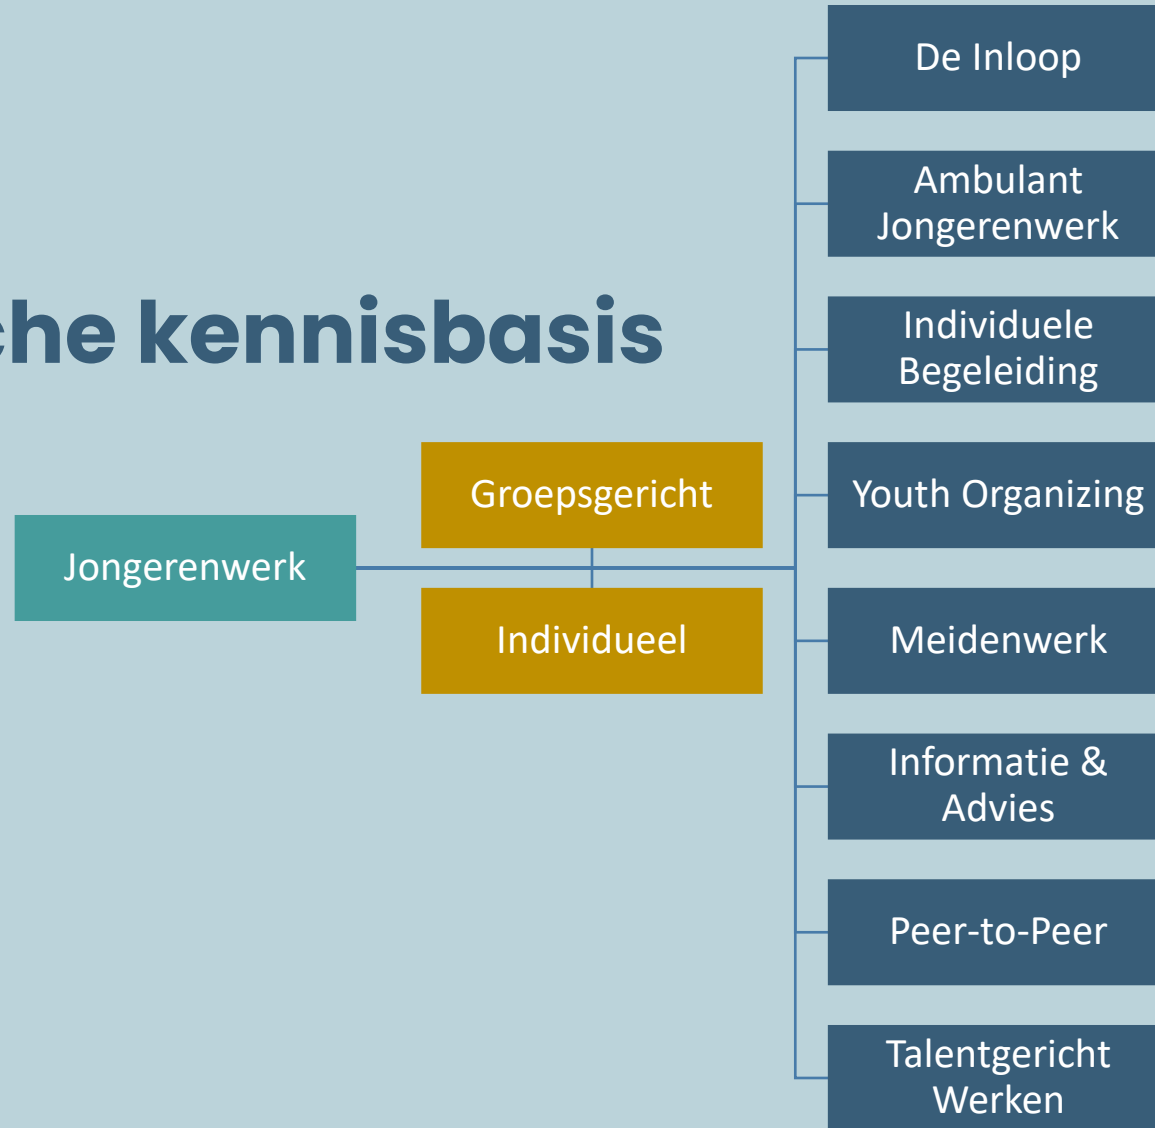 De Inloop
Ambulant
Jongerenwerk
che kennisbasis
Individuele
Begeleiding
Groepsgericht
Youth Organizing
Jongerenwerk
Individueel
Meidenwerk
Informatie &
Advies
Peer-to-Peer
Talentgericht
Werken